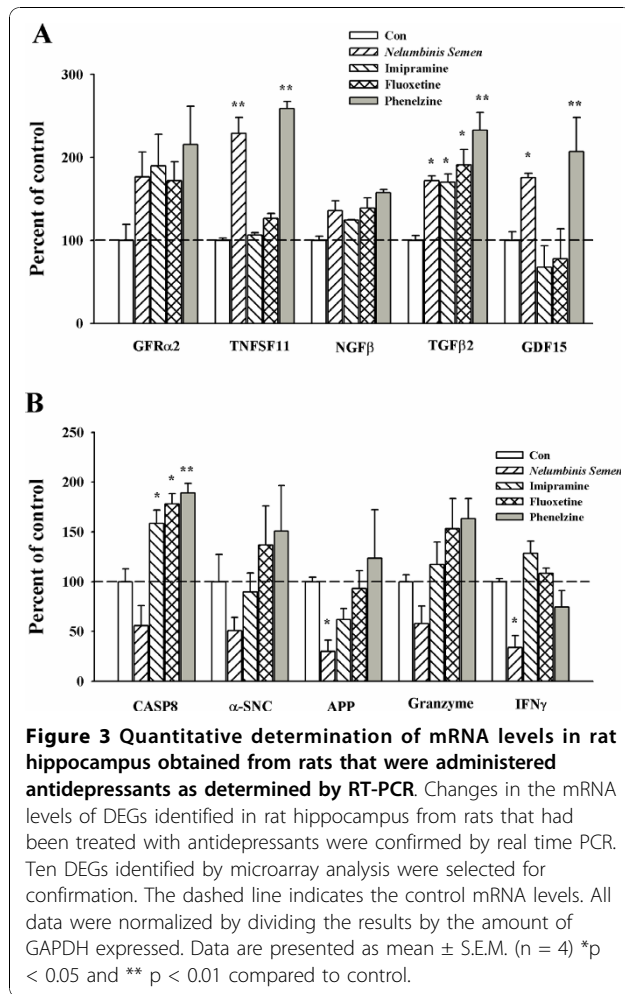 A
Con
Nelumbinis Semen
Imipramine
Fluoxetine
Phenelzine
Percent of control
300
200
100
0
** ** * * * ** * **
GFRα2 TNFSF11 NGFβ TGFβ2 GDF15
B
Con
Nelumbinis Semen
Imipramine
Fluoxetine
Phenelzine
Percent of control
250
200
150
100
50
0
* * ** * *
CASP8 α-SNC APP Granzyme IFNγ
Figure 3 Quantitative determination of mRNA levels in rat
hippocampus obtained from rats that were administered
antidepressants as determined by RT-PCR. Changes in the mRNA
levels of DEGs identified in rat hippocampus from rats that had
been treated with antidepressants were confirmed by real time PCR.
Ten DEGs identified by microarray analysis were selected for
confirmation. The dashed line indicates the control mRNA levels. All
data were normalized by dividing the results by the amount of
GAPDH expressed. Data are presented as mean ± S.E.M. (n = 4) *p
< 0.05 and ** p < 0.01 compared to control.